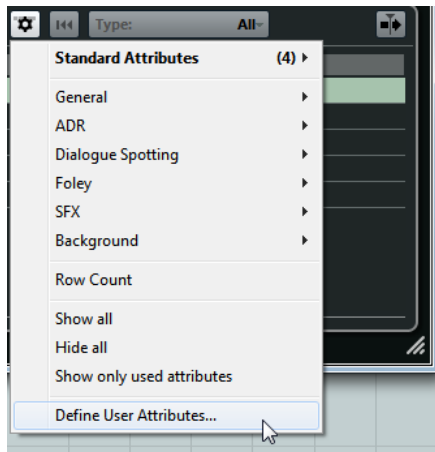 Type: All
Standard Attributes (4)
General
ADR
Dialogue Spotting
Foley
SFX
Background
Row Count
Show all
Hide all
Show only used attributes
Define User Attributes...